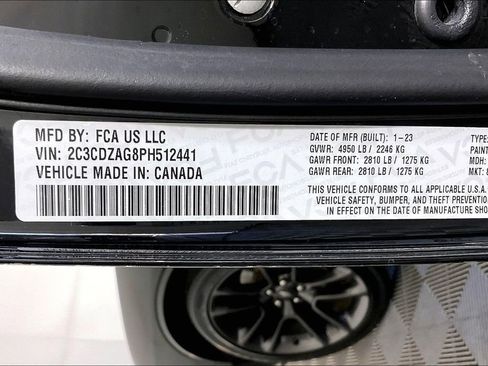 MFD BY: FCA US LLC
VIN: 2C3CDZAG8PH512441
VEHICLE MADE IN: CANADA
DATE OF MFR (BUILT): 1-23
GVWR: 4950 LB / 2246 KG
GAWR FRONT: 2810 LB / 1275 KG
GAWR REAR: 2810 LB / 1275 KG
THIS VEHICLE CONFORMS TO ALL APPLICABLE U.S.A.
VEHICLE SAFETY, BUMPER, AND THEFT PREVENTION
IN EFFECT ON THE DATE OF MANUFACTURE
TYPE:
PAINT
MDH:
MKT: